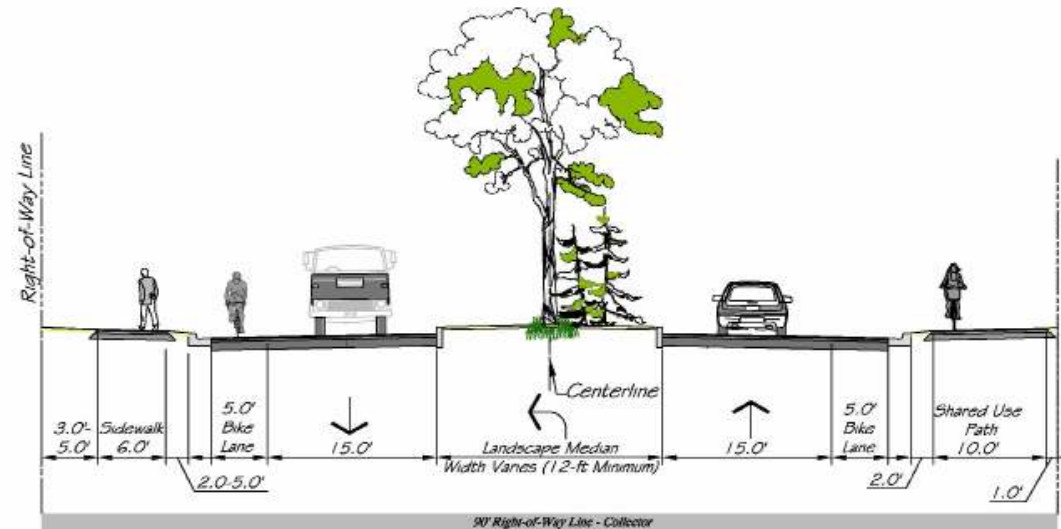 Right-of-Way Line
Centerline
3.0'-
5.0'
Sidewalk
6.0'
2.0-5.0'
5.0'
Bike
Lane
15.0'
Landscape Median
Width Varies (12-ft Minimum)
15.0'
5.0'
Bike
Lane
2.0'
Shared Use
Path
10.0'
1.0'
90' Right-of-Way Line - Collector